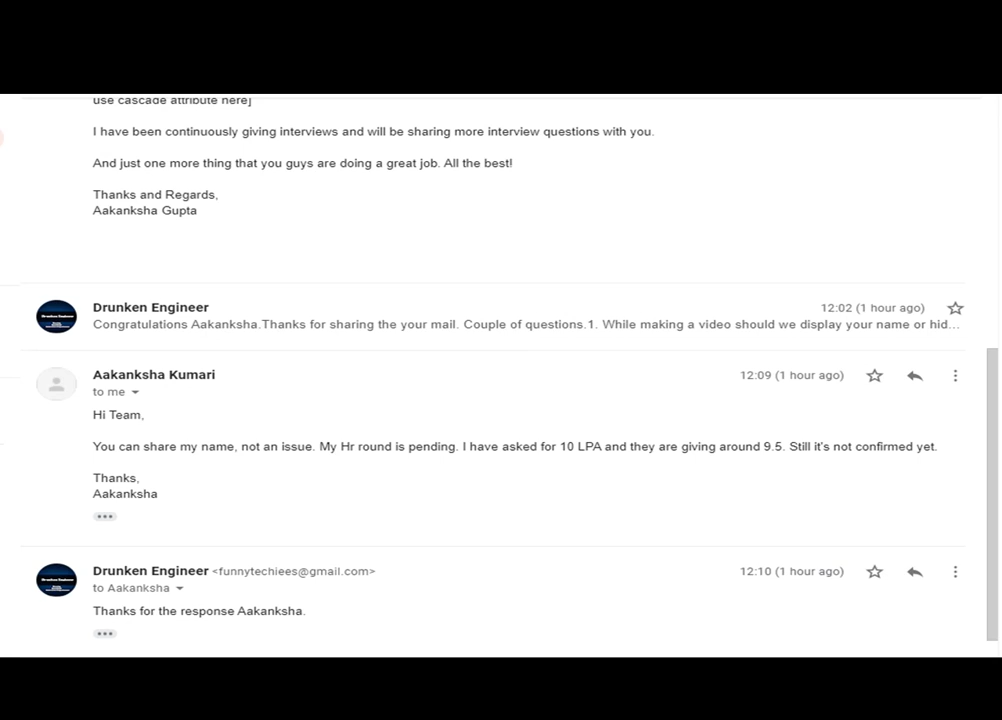 use cascade attribute here]
I have been continuously giving interviews and will be sharing more interview questions with you.
And just one more thing that you guys are doing a great job. All the best!
Thanks and Regards,
Aakanksha Gupta
Drunken Engineer
12:02 (1 hour ago)
Congratulations Aakanksha.Thanks for sharing the your mail. Couple of questions.1. While making a video should we display your name or hid...
Aakanksha Kumari
12:09 (1 hour ago)
to me
Hi Team,
You can share my name, not an issue. My Hr round is pending. I have asked for 10 LPA and they are giving around 9.5. Still it's not confirmed yet.
Thanks,
Aakanksha
Drunken Engineer <funnytechiees@gmail.com>
12:10 (1 hour ago)
to Aakanksha
Thanks for the response Aakanksha.